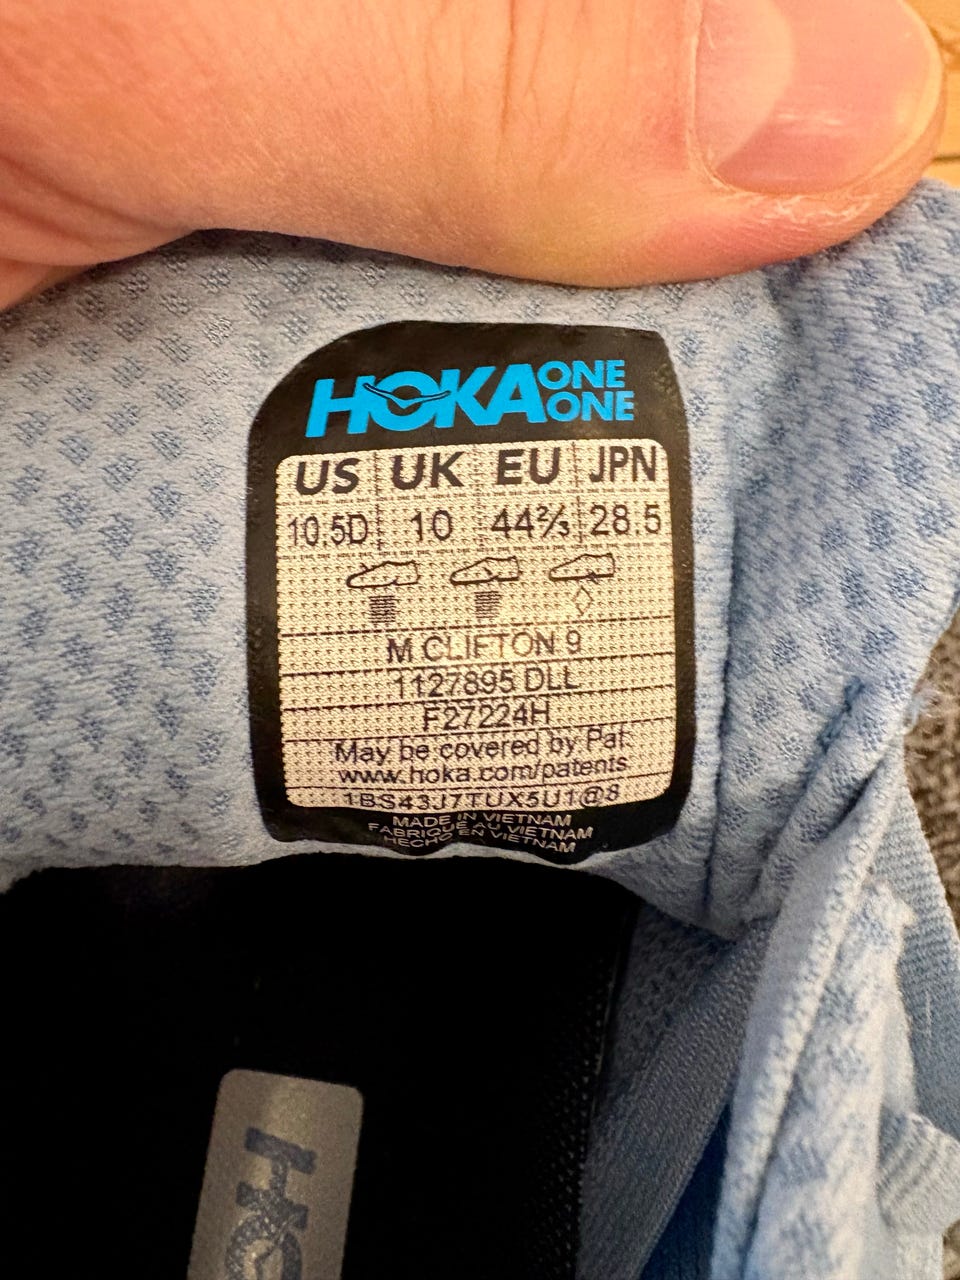 HOKA ONE ONE
US UK EU JPN
10.5D 10 44⅔ 28.5
M CLIFTON 9
1127895 DLL
F27224H
May be covered by Pat.
www.hoka.com/patents
1BS43J7TUX5U1@8
MADE IN VIETNAM
FABRIQUE AU VIETNAM
HECHO EN VIETNAM
HO